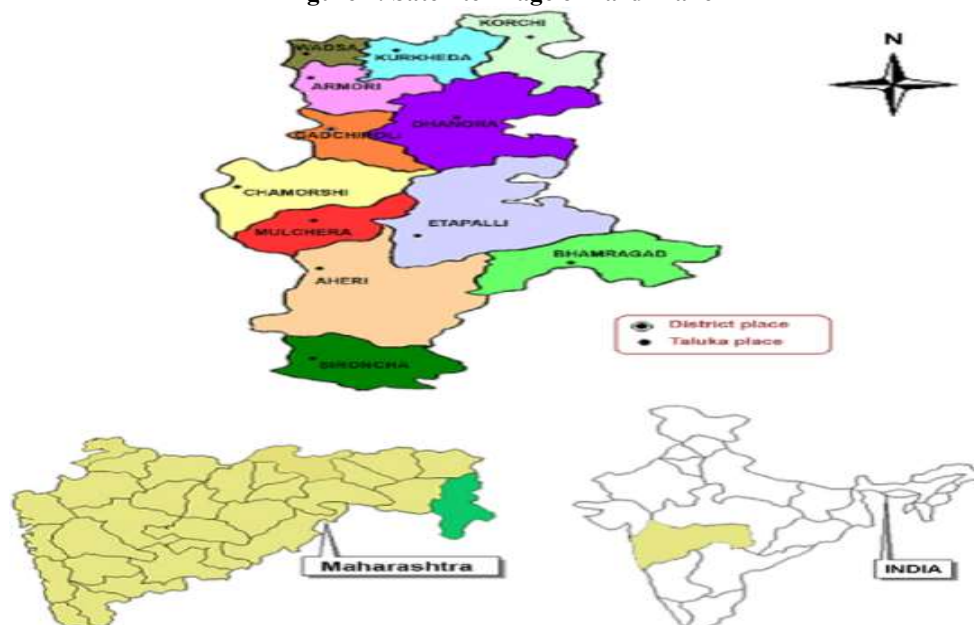 KORCHI
N
WADSA
KURKHEDA
ARMORI
DHANORA
GADCHIROLI
CHAMORSHI
MULCHERA
ETAPALLI
BHAMRAGAD
AHERI
District place
Taluka place
SIRONCHA
Maharashtra
INDIA